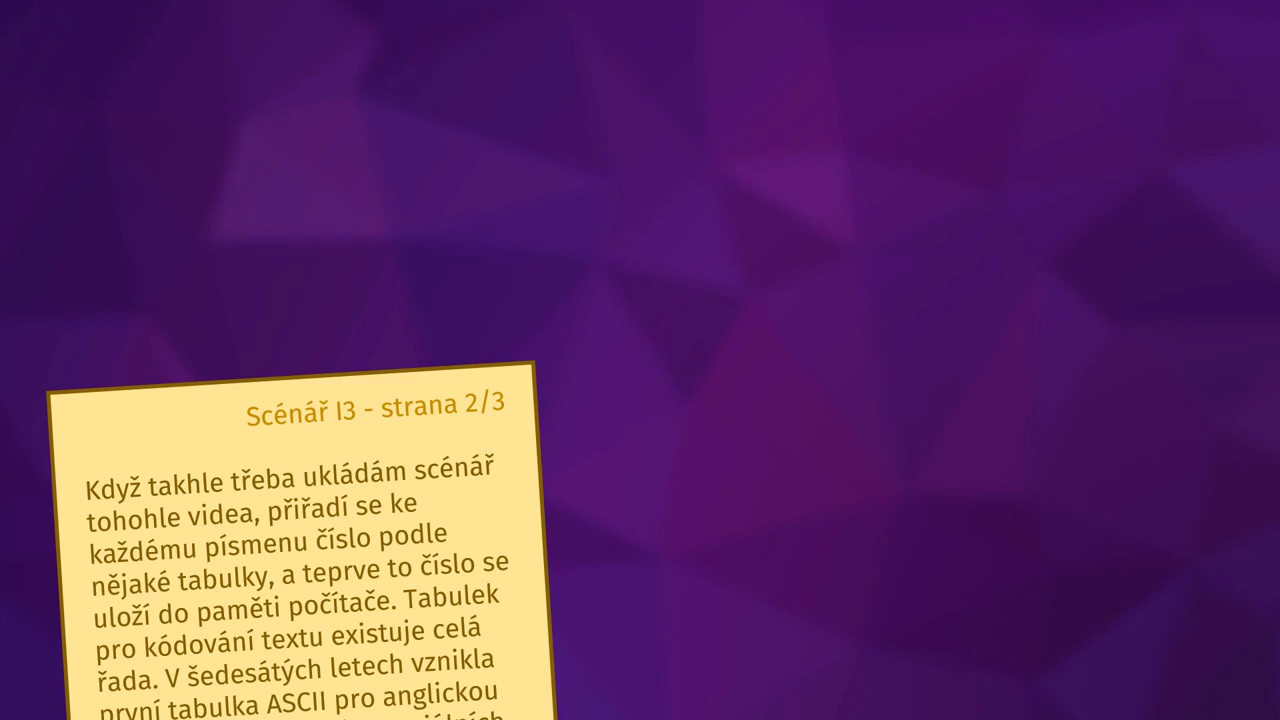 Scénář I3 - strana 2/3
Když takhle třeba ukládám scénář
tohohle videa, přiřadí se ke
každému písmenu číslo podle
nějaké tabulky, a teprve to číslo se
uloží do paměti počítače. Tabulek
pro kódování textu existuje celá
řada. V šedesátých letech vznikla
první tabulka ASCII pro anglickou